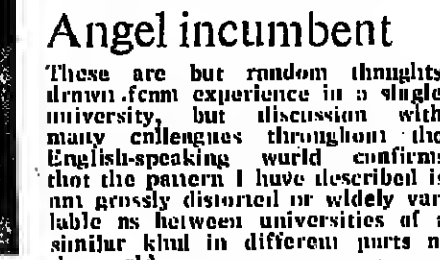 Angel incumbent
These are but random thoughts
drawn from experience in a single
university, but discussion with
many colleagues throughout the
English-speaking world confirms
that the pattern I have described is
not grossly distorted or widely var
iable as between universities of a
similar kind in different parts